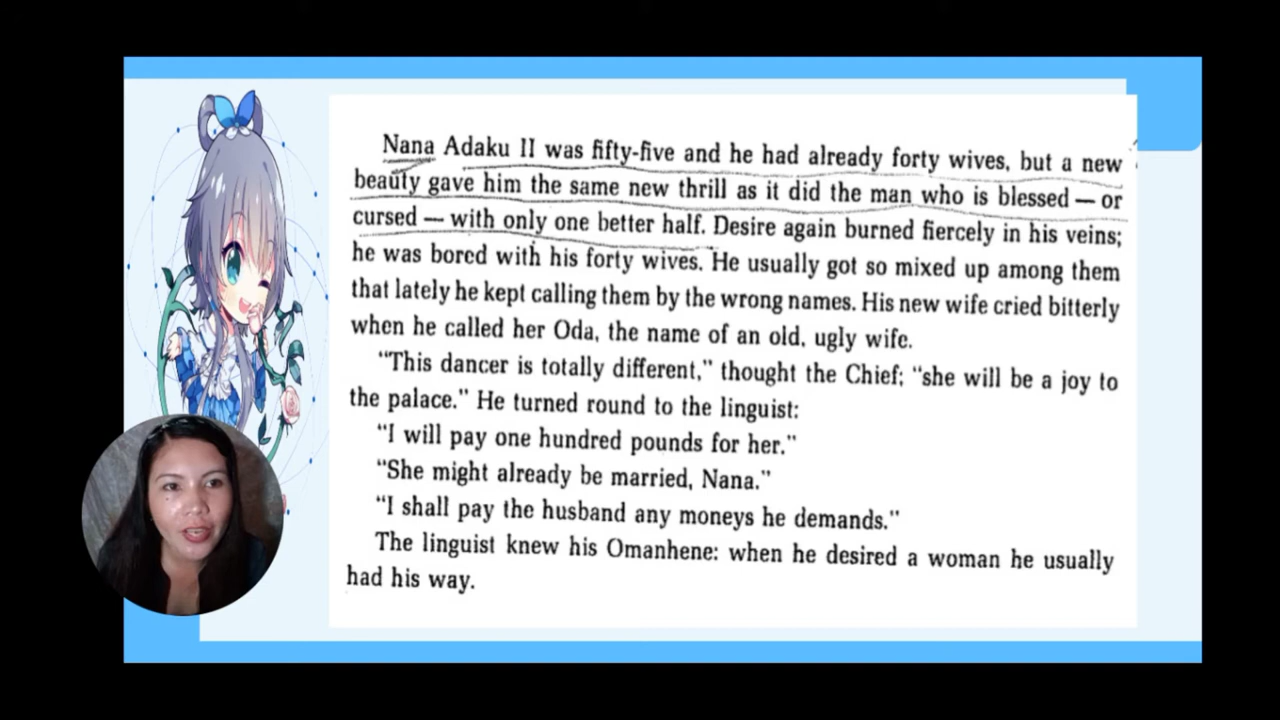 Nana Adaku II was fifty-five and he had already forty wives, but a new
beauty gave him the same new thrill as it did the man who is blessed — or
cursed — with only one better half. Desire again burned fiercely in his veins;
he was bored with his forty wives. He usually got so mixed up among them
that lately he kept calling them by the wrong names. His new wife cried bitterly
when he called her Oda, the name of an old, ugly wife.
"This dancer is totally different," thought the Chief; "she will be a joy to
the palace." He turned round to the linguist:
"I will pay one hundred pounds for her."
"She might already be married, Nana."
"I shall pay the husband any moneys he demands."
The linguist knew his Omanhene: when he desired a woman he usually
had his way.